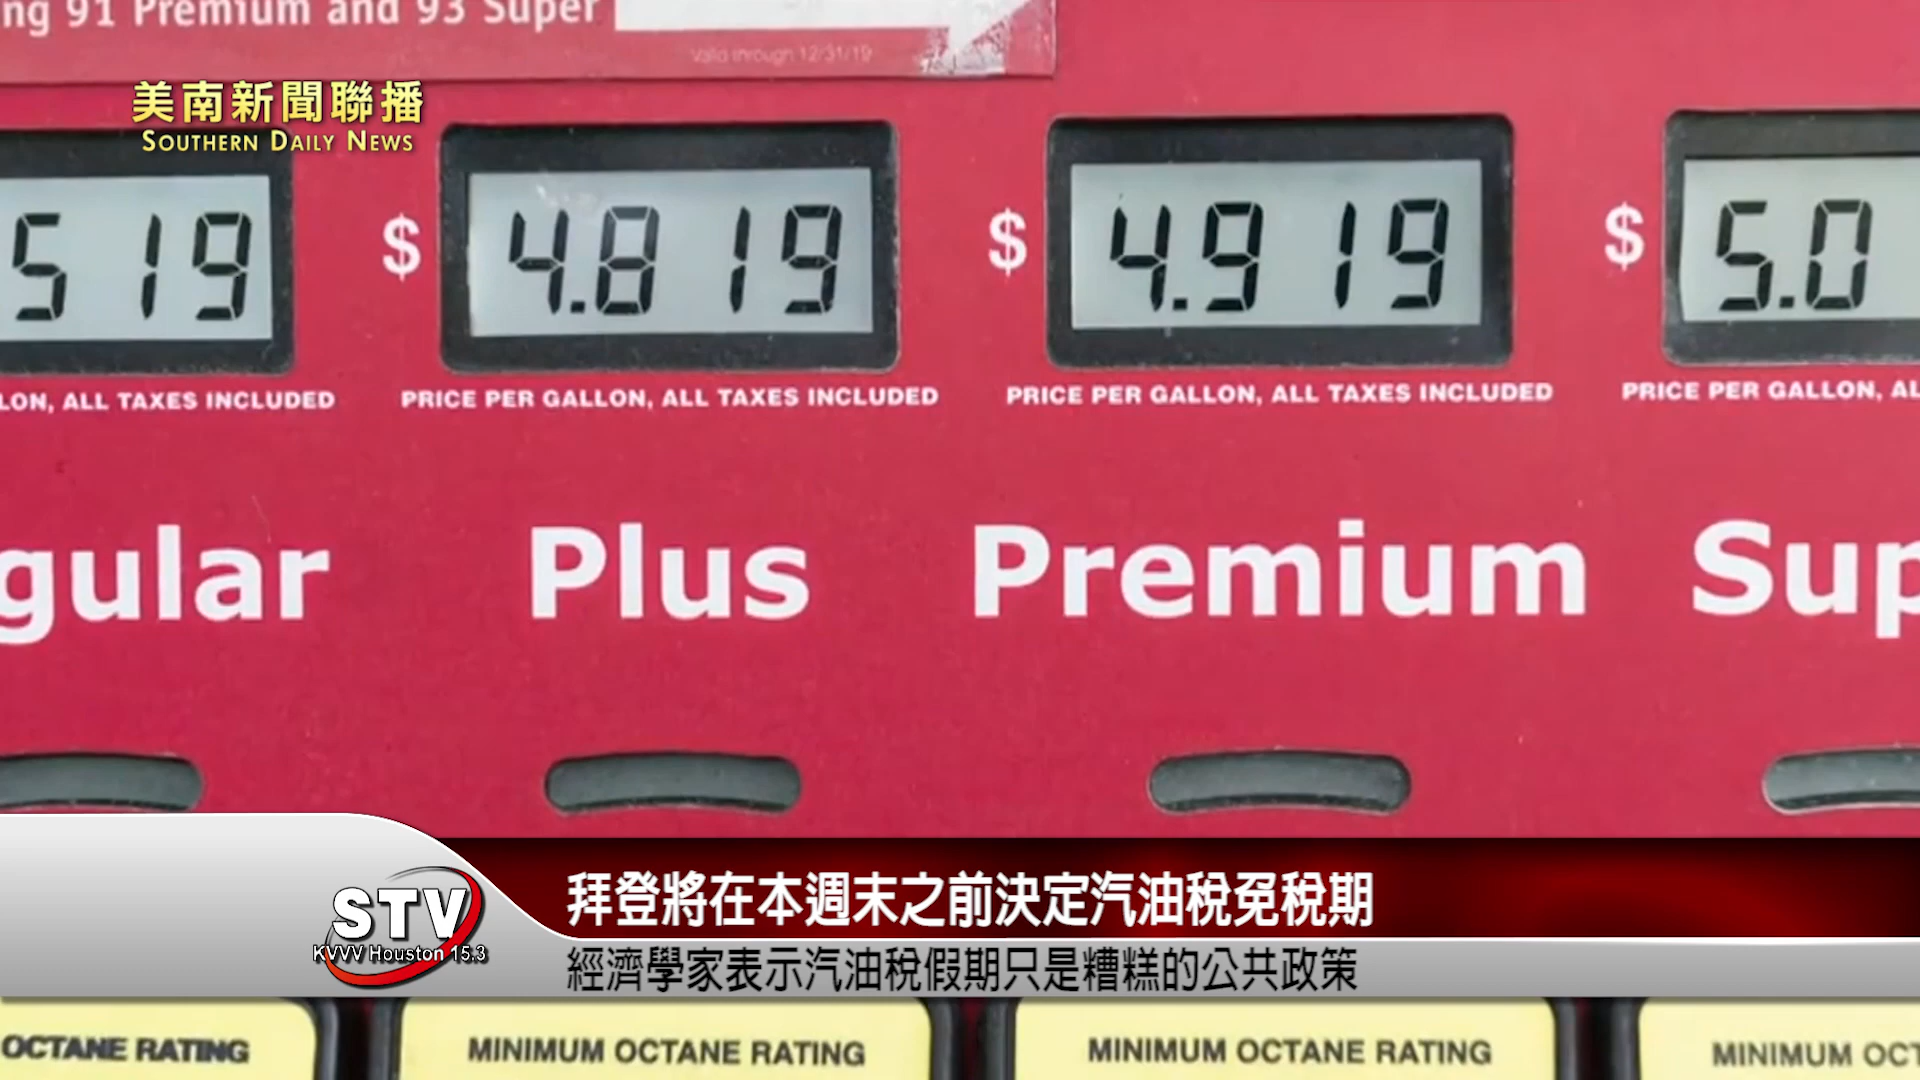 ng 91 Premium and 93 Super
Valid through 12/31/19
美南新聞聯播
SOUTHERN DAILY NEWS
519
$ 4.819
$ 4.919
$ 5.0
LON, ALL TAXES INCLUDED
PRICE PER GALLON, ALL TAXES INCLUDED
PRICE PER GALLON, ALL TAXES INCLUDED
PRICE PER GALLON, AL
gular
Plus
Premium
Sup
拜登將在本週末之前決定汽油稅免稅期
STV
KVVV Houston 15.3
經濟學家表示汽油稅假期只是糟糕的公共政策
OCTANE RATING
MINIMUM OCTANE RATING
MINIMUM OCTANE RATING
MINIMUM OCT